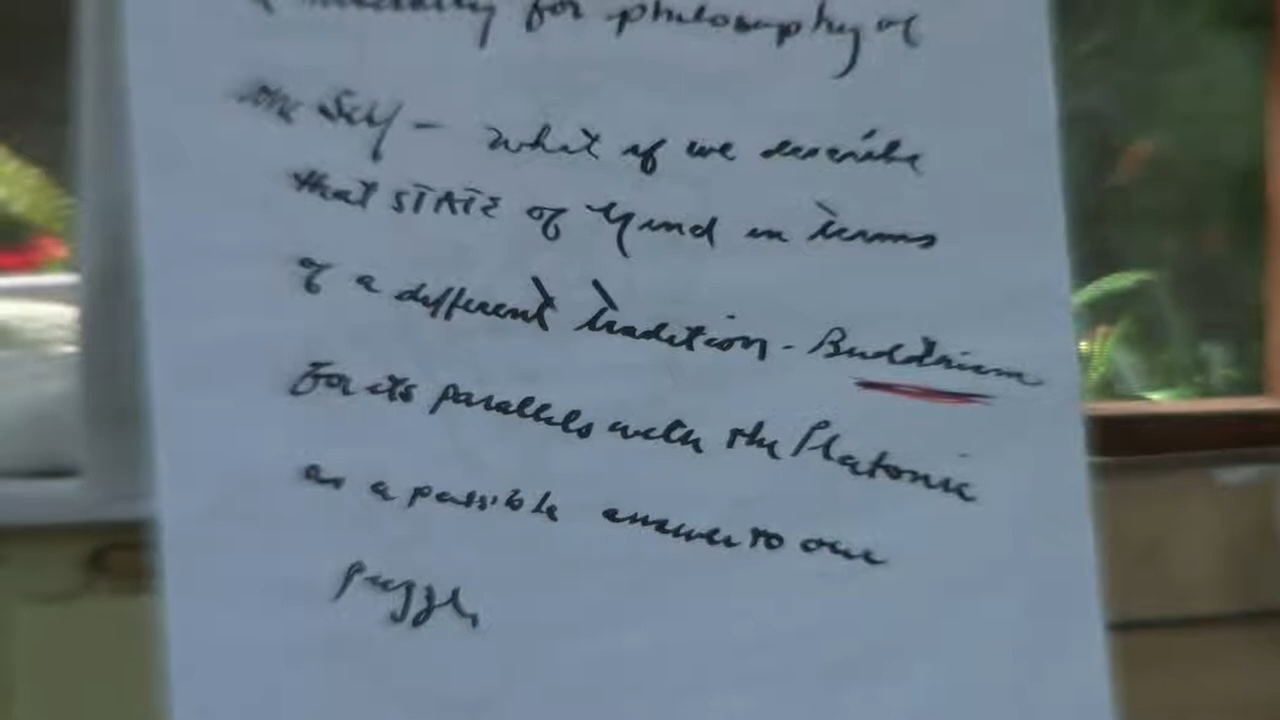 for philosophy of
the Self - what if we describe
that STATE of Mind in terms
of a different tradition - Buddhism
For its parallels with the Platonic
as a possible answer to our
puzzle